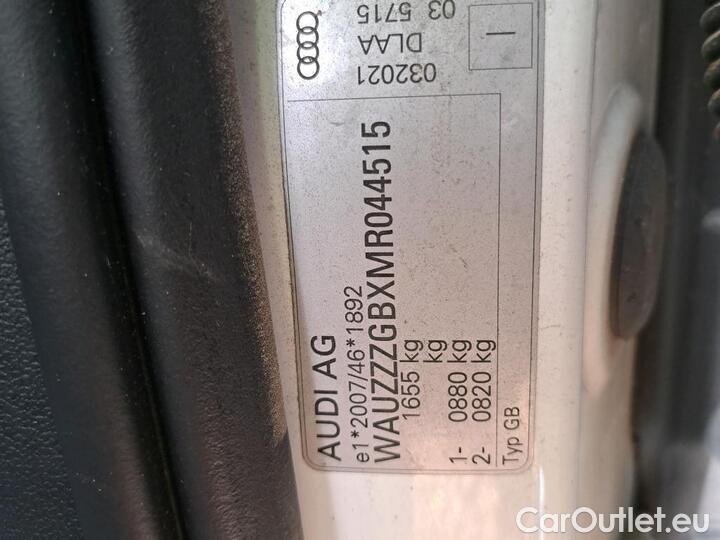 AUDI AG
e1*2007/46*1892
WAUZZZGBXMR044515
1655 kg
kg
1- 0880 kg
2- 0820 kg
Typ GB
032021
DLAA
03 5715
CarOutlet.eu